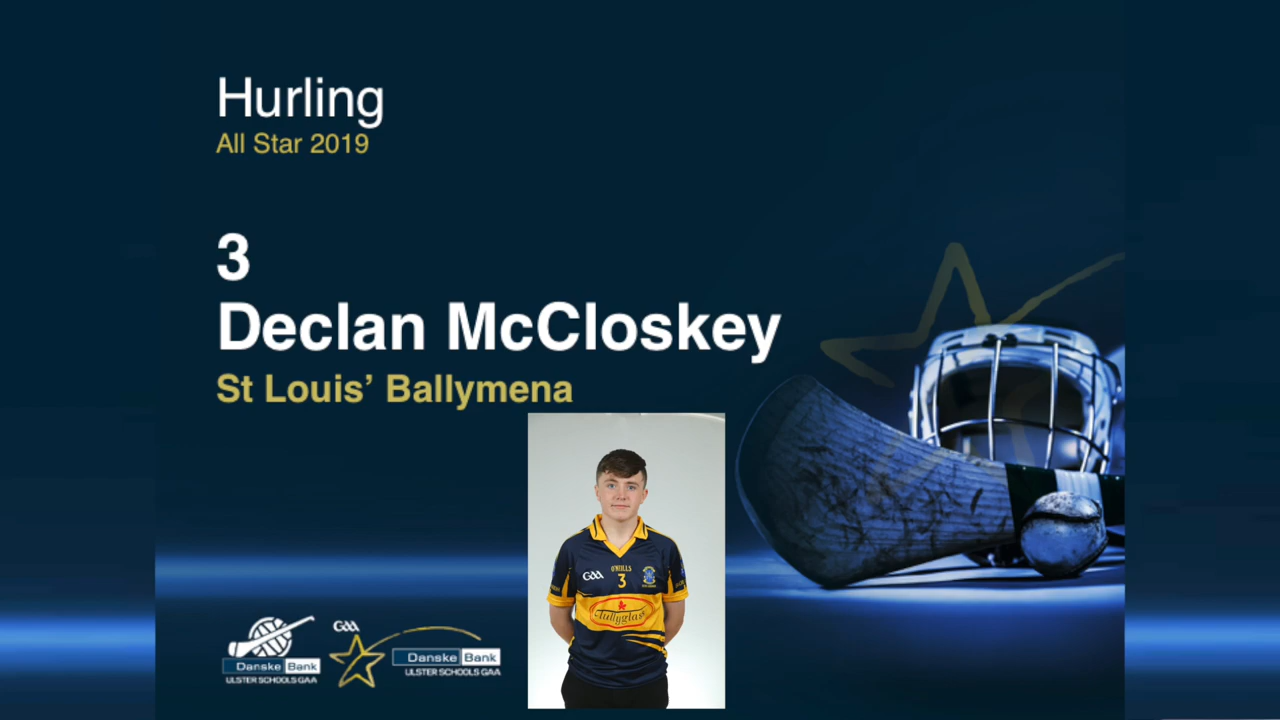 Hurling
All Star 2019
3
Declan McCloskey
St Louis’ Ballymena
O'NEILLS
GAA
3
Tullyglass
GAA
Danske Bank
ULSTER SCHOOLS GAA
Danske Bank
ULSTER SCHOOLS GAA